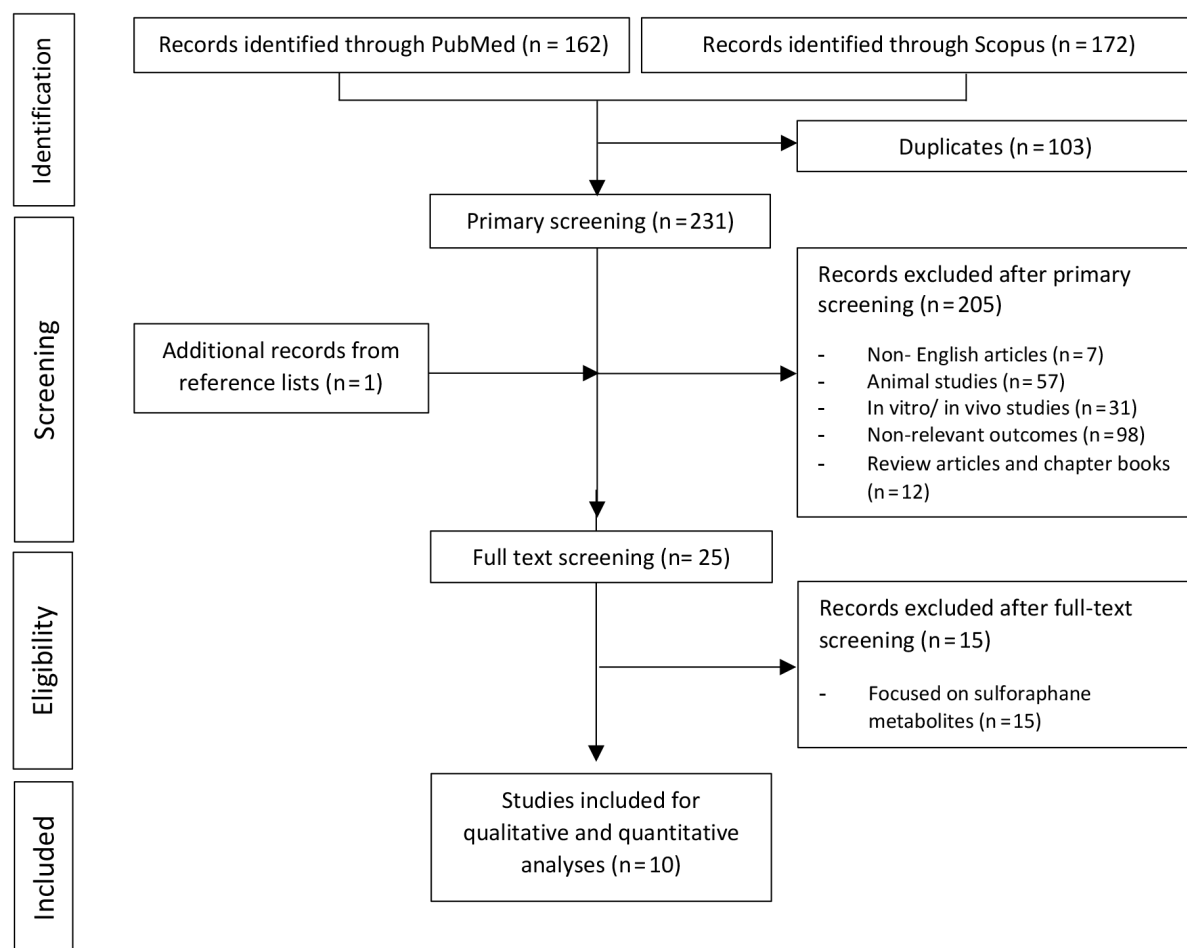 Identification
Records identified through PubMed (n = 162)
Records identified through Scopus (n = 172)
Duplicates (n = 103)
Screening
Primary screening (n = 231)
Additional records from
reference lists (n = 1)
Records excluded after primary
screening (n = 205)
- Non- English articles (n = 7)
- Animal studies (n = 57)
- In vitro/ in vivo studies (n = 31)
- Non-relevant outcomes (n = 98)
- Review articles and chapter books
(n = 12)
Eligibility
Full text screening (n= 25)
Records excluded after full-text
screening (n = 15)
- Focused on sulforaphane
metabolites (n = 15)
Included
Studies included for
qualitative and quantitative
analyses (n = 10)